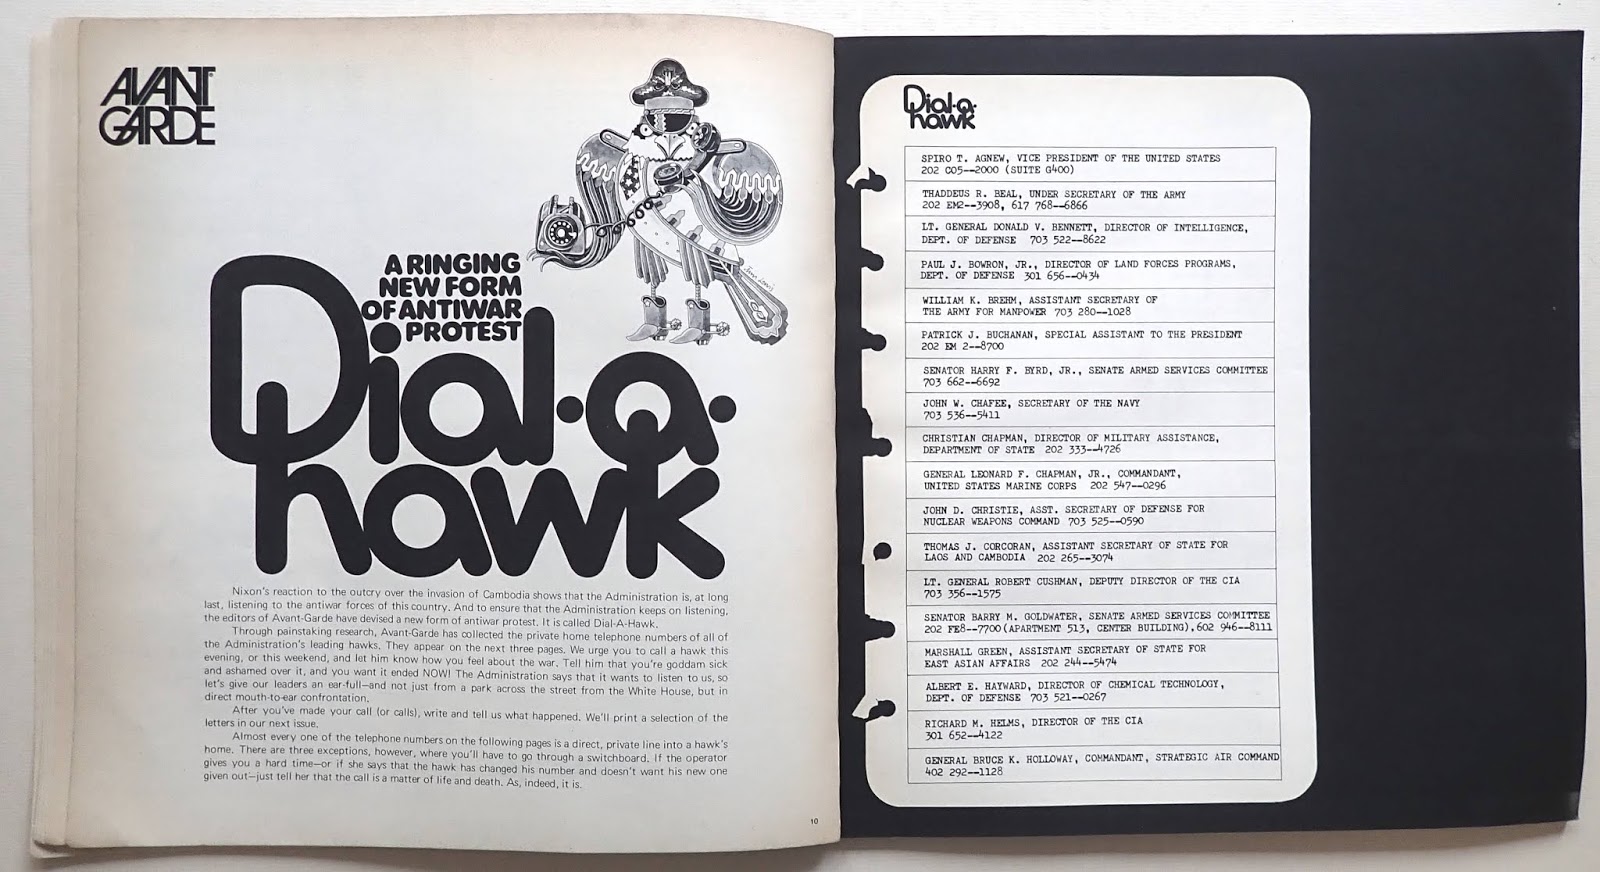 AVANT
GARDE
A RINGING
NEW FORM
OF ANTIWAR
PROTEST
Dial·a·
hawk
Nixon's reaction to the outcry over the invasion of Cambodia shows that the Administration is, at long
last, listening to the antiwar forces of this country. And to ensure that the Administration keeps on listening,
the editors of Avant-Garde have devised a new form of antiwar protest. It is called Dial-A-Hawk.
Through painstaking research, Avant-Garde has collected the private home telephone numbers of all of
the Administration's leading hawks. They appear on the next three pages. We urge you to call a hawk this
evening, or this weekend, and let him know how you feel about the war. Tell him that you're goddam sick
and ashamed over it, and you want it ended NOW! The Administration says that it wants to listen to us, so
let's give our leaders an ear-full—and not just from a park across the street from the White House, but in
direct mouth-to-ear confrontation.
After you've made your call (or calls), write and tell us what happened. We'll print a selection of the
letters in our next issue.
Almost every one of the telephone numbers on the following pages is a direct, private line into a hawk's
home. There are three exceptions, however, where you'll have to go through a switchboard. If the operator
gives you a hard time—or if she says that the hawk has changed his number and doesn't want his new one
given out—just tell her that the call is a matter of life and death. As, indeed, it is.
10
Dial·a·
hawk
SPIRO T. AGNEW, VICE PRESIDENT OF THE UNITED STATES
202 CO5--2000 (SUITE G400)
THADDEUS R. BEAL, UNDER SECRETARY OF THE ARMY
202 EM2--3908, 617 768--6866
LT. GENERAL DONALD V. BENNETT, DIRECTOR OF INTELLIGENCE,
DEPT. OF DEFENSE 703 522--8622
PAUL J. BOWRON, JR., DIRECTOR OF LAND FORCES PROGRAMS,
DEPT. OF DEFENSE 301 656--0434
WILLIAM K. BREHM, ASSISTANT SECRETARY OF
THE ARMY FOR MANPOWER 703 280--1028
PATRICK J. BUCHANAN, SPECIAL ASSISTANT TO THE PRESIDENT
202 EM 2--8700
SENATOR HARRY F. BYRD, JR., SENATE ARMED SERVICES COMMITTEE
703 662--6692
JOHN W. CHAFEE, SECRETARY OF THE NAVY
703 536--5411
CHRISTIAN CHAPMAN, DIRECTOR OF MILITARY ASSISTANCE,
DEPARTMENT OF STATE 202 333--4726
GENERAL LEONARD F. CHAPMAN, JR., COMMANDANT,
UNITED STATES MARINE CORPS 202 547--0296
JOHN D. CHRISTIE, ASST. SECRETARY OF DEFENSE FOR
NUCLEAR WEAPONS COMMAND 703 525--0590
THOMAS J. CORCORAN, ASSISTANT SECRETARY OF STATE FOR
LAOS AND CAMBODIA 202 265--3074
LT. GENERAL ROBERT CUSHMAN, DEPUTY DIRECTOR OF THE CIA
703 356--1575
SENATOR BARRY M. GOLDWATER, SENATE ARMED SERVICES COMMITTEE
202 FE8--7700(APARTMENT 513, CENTER BUILDING),602 946--8111
MARSHALL GREEN, ASSISTANT SECRETARY OF STATE FOR
EAST ASIAN AFFAIRS 202 244--5474
ALBERT E. HAYWARD, DIRECTOR OF CHEMICAL TECHNOLOGY,
DEPT. OF DEFENSE 703 521--0267
RICHARD M. HELMS, DIRECTOR OF THE CIA
301 652--4122
GENERAL BRUCE K. HOLLOWAY, COMMANDANT, STRATEGIC AIR COMMAND
402 292--1128